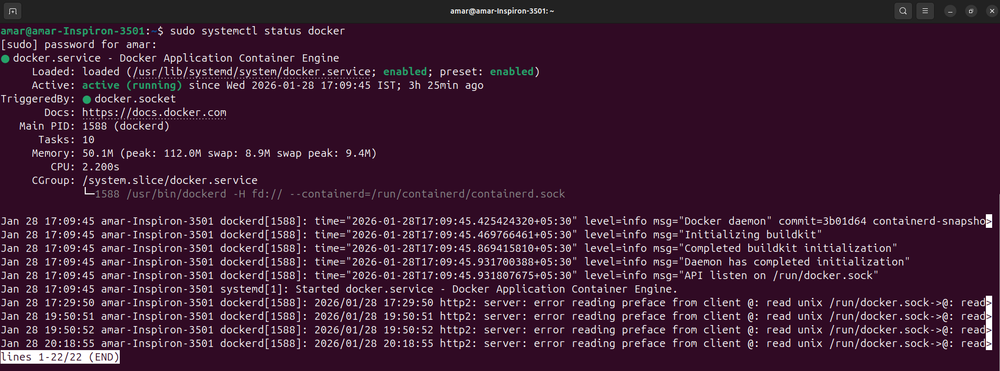 amar@amar-Inspiron-3501: ~
amar@amar-Inspiron-3501:~$ sudo systemctl status docker
[sudo] password for amar:
● docker.service - Docker Application Container Engine
     Loaded: loaded (/usr/lib/systemd/system/docker.service; enabled; preset: enabled)
     Active: active (running) since Wed 2026-01-28 17:09:45 IST; 3h 25min ago
TriggeredBy: ● docker.socket
       Docs: https://docs.docker.com
   Main PID: 1588 (dockerd)
      Tasks: 10
     Memory: 50.1M (peak: 112.0M swap: 8.9M swap peak: 9.4M)
        CPU: 2.200s
     CGroup: /system.slice/docker.service
             └─1588 /usr/bin/dockerd -H fd:// --containerd=/run/containerd/containerd.sock
Jan 28 17:09:45 amar-Inspiron-3501 dockerd[1588]: time="2026-01-28T17:09:45.425424320+05:30" level=info msg="Docker daemon" commit=3b01d64 containerd-snapsho>
Jan 28 17:09:45 amar-Inspiron-3501 dockerd[1588]: time="2026-01-28T17:09:45.469766461+05:30" level=info msg="Initializing buildkit"
Jan 28 17:09:45 amar-Inspiron-3501 dockerd[1588]: time="2026-01-28T17:09:45.869415810+05:30" level=info msg="Completed buildkit initialization"
Jan 28 17:09:45 amar-Inspiron-3501 dockerd[1588]: time="2026-01-28T17:09:45.931700388+05:30" level=info msg="Daemon has completed initialization"
Jan 28 17:09:45 amar-Inspiron-3501 dockerd[1588]: time="2026-01-28T17:09:45.931807675+05:30" level=info msg="API listen on /run/docker.sock"
Jan 28 17:09:45 amar-Inspiron-3501 systemd[1]: Started docker.service - Docker Application Container Engine.
Jan 28 17:29:50 amar-Inspiron-3501 dockerd[1588]: 2026/01/28 17:29:50 http2: server: error reading preface from client @: read unix /run/docker.sock->@: read>
Jan 28 19:50:51 amar-Inspiron-3501 dockerd[1588]: 2026/01/28 19:50:51 http2: server: error reading preface from client @: read unix /run/docker.sock->@: read>
Jan 28 19:50:52 amar-Inspiron-3501 dockerd[1588]: 2026/01/28 19:50:52 http2: server: error reading preface from client @: read unix /run/docker.sock->@: read>
Jan 28 20:18:55 amar-Inspiron-3501 dockerd[1588]: 2026/01/28 20:18:55 http2: server: error reading preface from client @: read unix /run/docker.sock->@: read>
lines 1-22/22 (END)